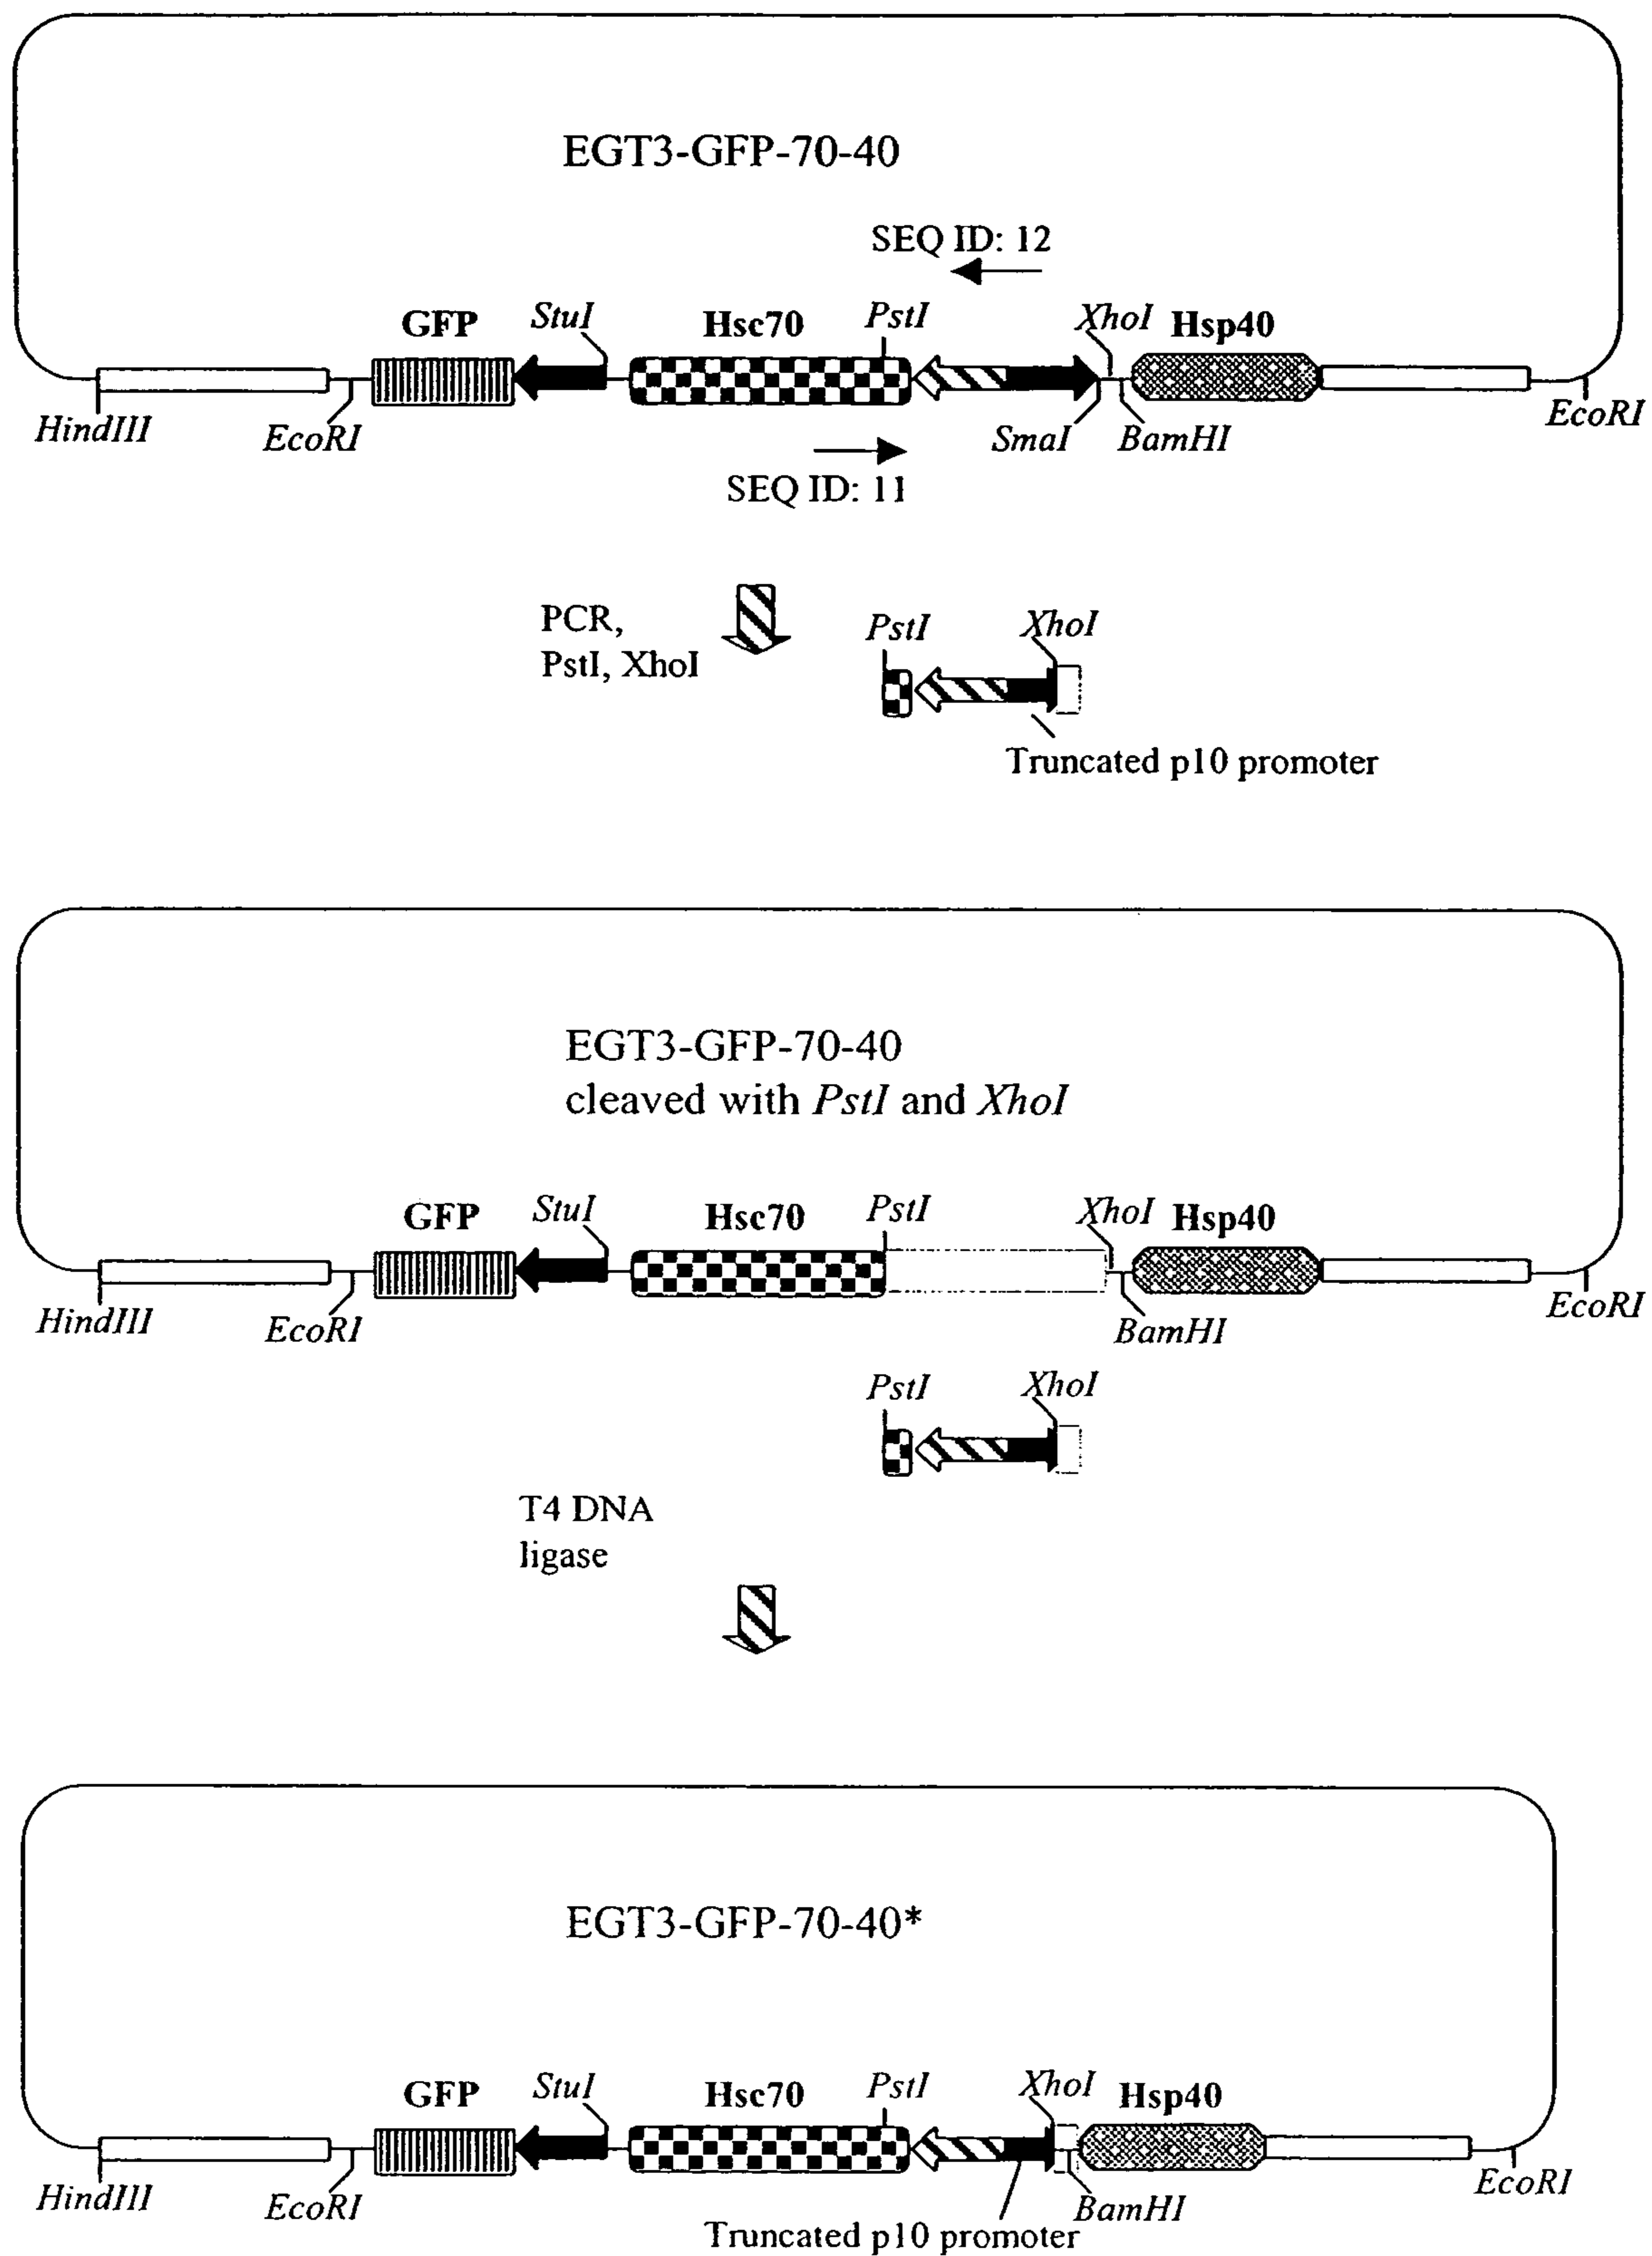 EGT3-GFP-70-40
SEQ ID: 12
GFP StuI Hsc70 PstI XhoI Hsp40
HindIII EcoRI SmaI BamHI EcoRI
SEQ ID: 11
PCR,
PstI, XhoI
PstI XhoI
Truncated p10 promoter
EGT3-GFP-70-40
cleaved with PstI and XhoI
GFP StuI Hsc70 PstI XhoI Hsp40
HindIII EcoRI BamHI EcoRI
PstI XhoI
T4 DNA
ligase
EGT3-GFP-70-40*
GFP StuI Hsc70 PstI XhoI Hsp40
HindIII EcoRI BamHI EcoRI
Truncated p10 promoter